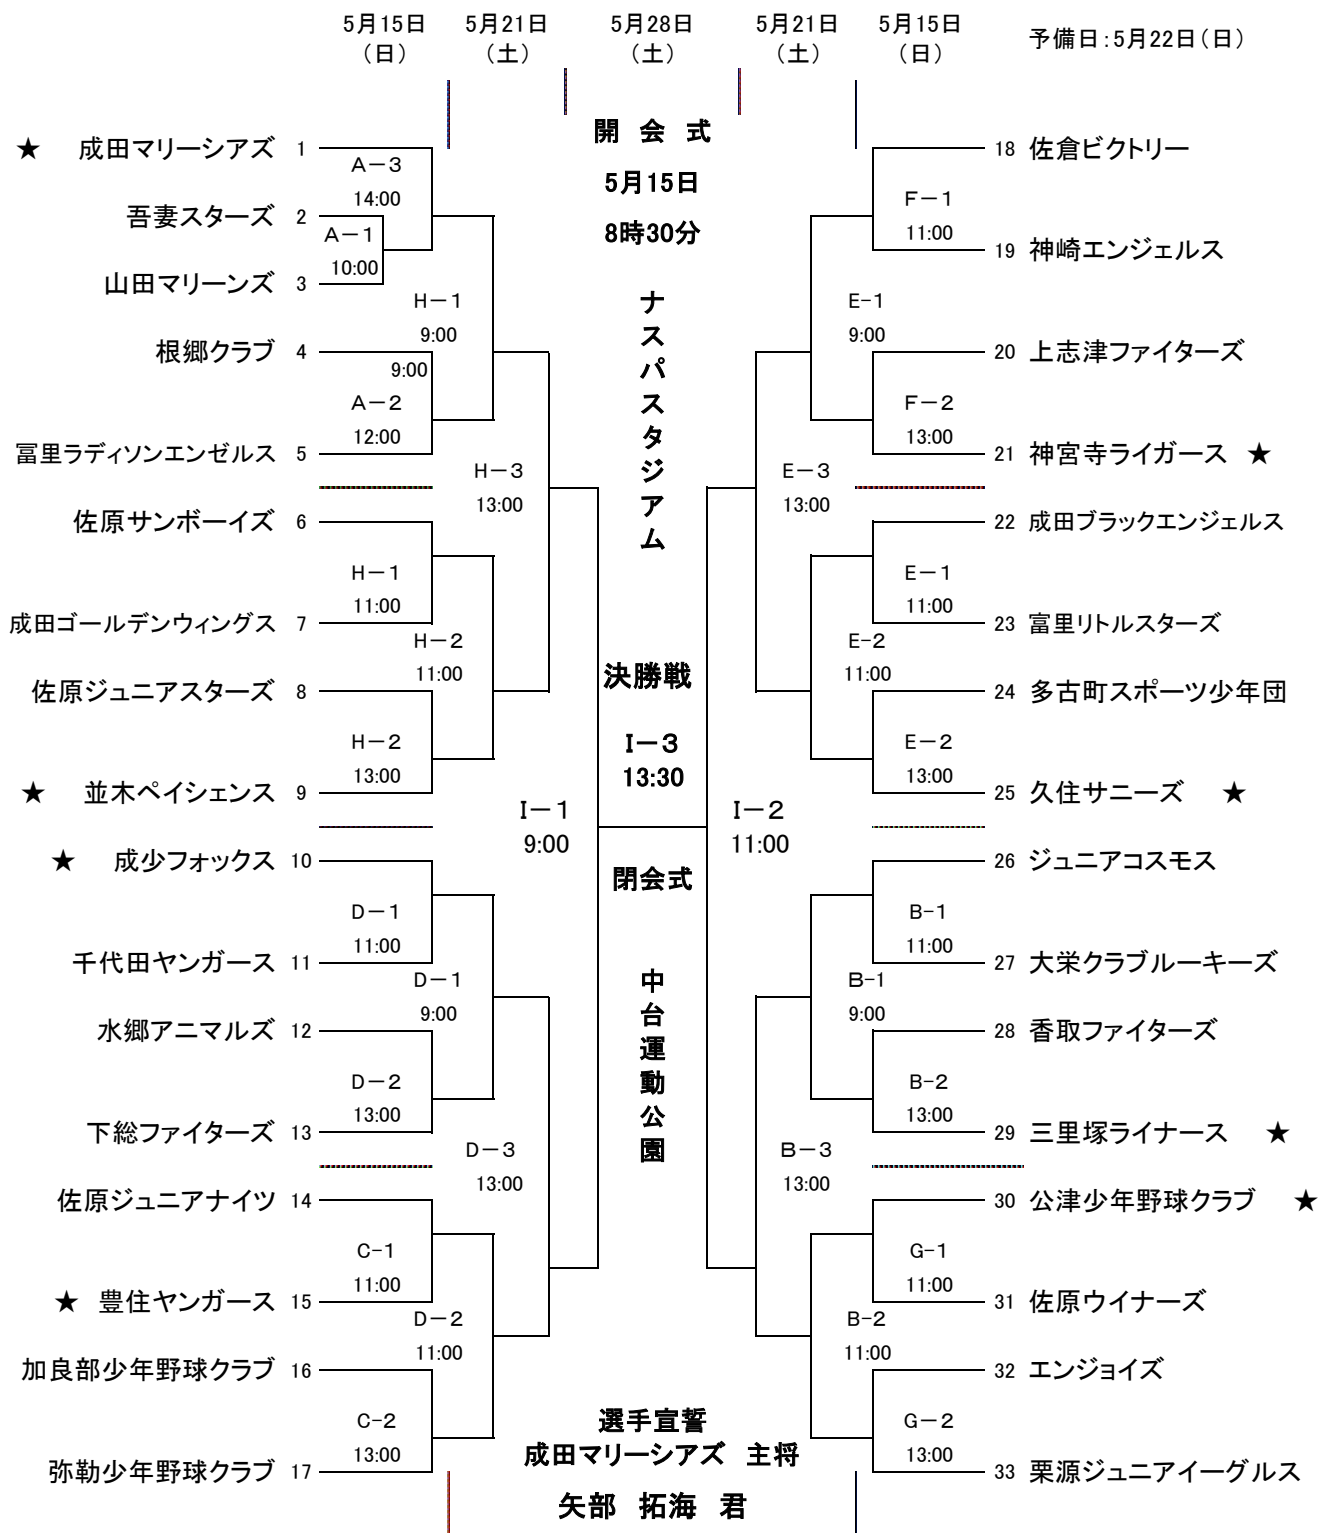 5月15日
（日）
5月21日
（土）
5月28日
（土）
5月21日
（土）
5月15日
（日）
予備日：5月22日（日）
開 会 式
5月15日
8時30分
ナスパスタジアム
★ 成田マリーシアズ 1
A－3
14:00
吾妻スターズ 2
A－1
10:00
山田マリーンズ 3
H－1
9:00
根郷クラブ 4
9:00
A－2
12:00
冨里ラディソンエンゼルス 5
H－3
13:00
佐原サンボーイズ 6
H－1
11:00
成田ゴールデンウィングス 7
H－2
11:00
佐原ジュニアスターズ 8
H－2
13:00
★ 並木ペイシェンス 9
I－1
9:00
★ 成少フォックス 10
D－1
11:00
千代田ヤンガース 11
D－1
9:00
水郷アニマルズ 12
D－2
13:00
下総ファイターズ 13
D－3
13:00
佐原ジュニアナイツ 14
C-1
11:00
★ 豊住ヤンガース 15
D－2
11:00
加良部少年野球クラブ 16
C-2
13:00
弥勒少年野球クラブ 17
決勝戦
I－3
13:30
閉会式
中台運動公園
選手宣誓
成田マリーシアズ 主将
矢部 拓海 君
18 佐倉ビクトリー
F－1
11:00
19 神崎エンジェルス
E-1
9:00
20 上志津ファイターズ
F－2
13:00
21 神宮寺ライガース ★
E－3
13:00
22 成田ブラックエンジェルス
E－1
11:00
23 富里リトルスターズ
E-2
11:00
24 多古町スポーツ少年団
E－2
13:00
25 久住サニーズ ★
I－2
11:00
26 ジュニアコスモス
B-1
11:00
27 大栄クラブルーキーズ
B-1
9:00
28 香取ファイターズ
B-2
13:00
29 三里塚ライナース ★
B－3
13:00
30 公津少年野球クラブ ★
G-1
11:00
31 佐原ウイナーズ
B-2
11:00
32 エンジョイズ
G－2
13:00
33 栗源ジュニアイーグルス